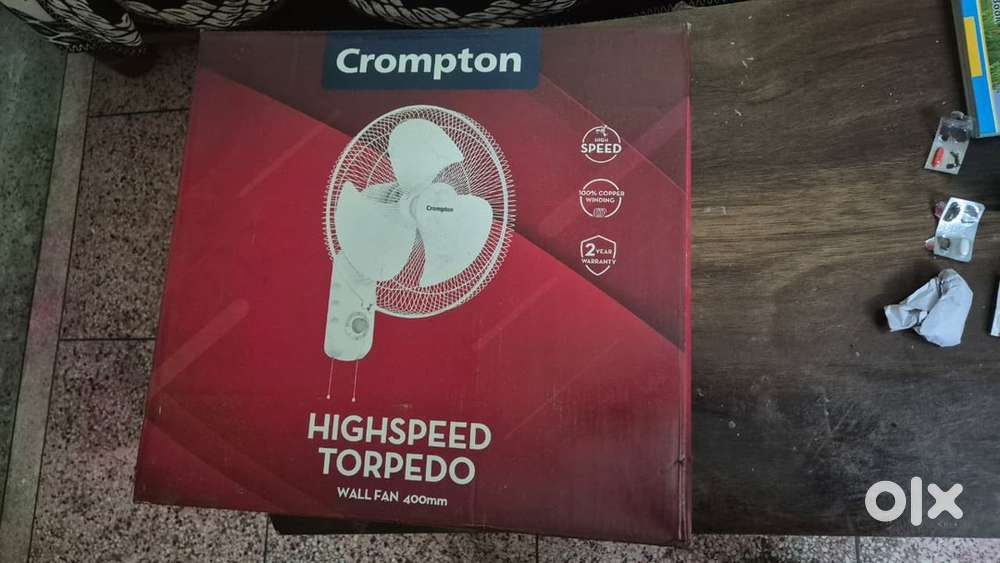 Crompton
HIGH
SPEED
Crompton
100% COPPER
WINDING
2 YEAR
WARRANTY
HIGHSPEED
TORPEDO
WALL FAN 400mm
olx